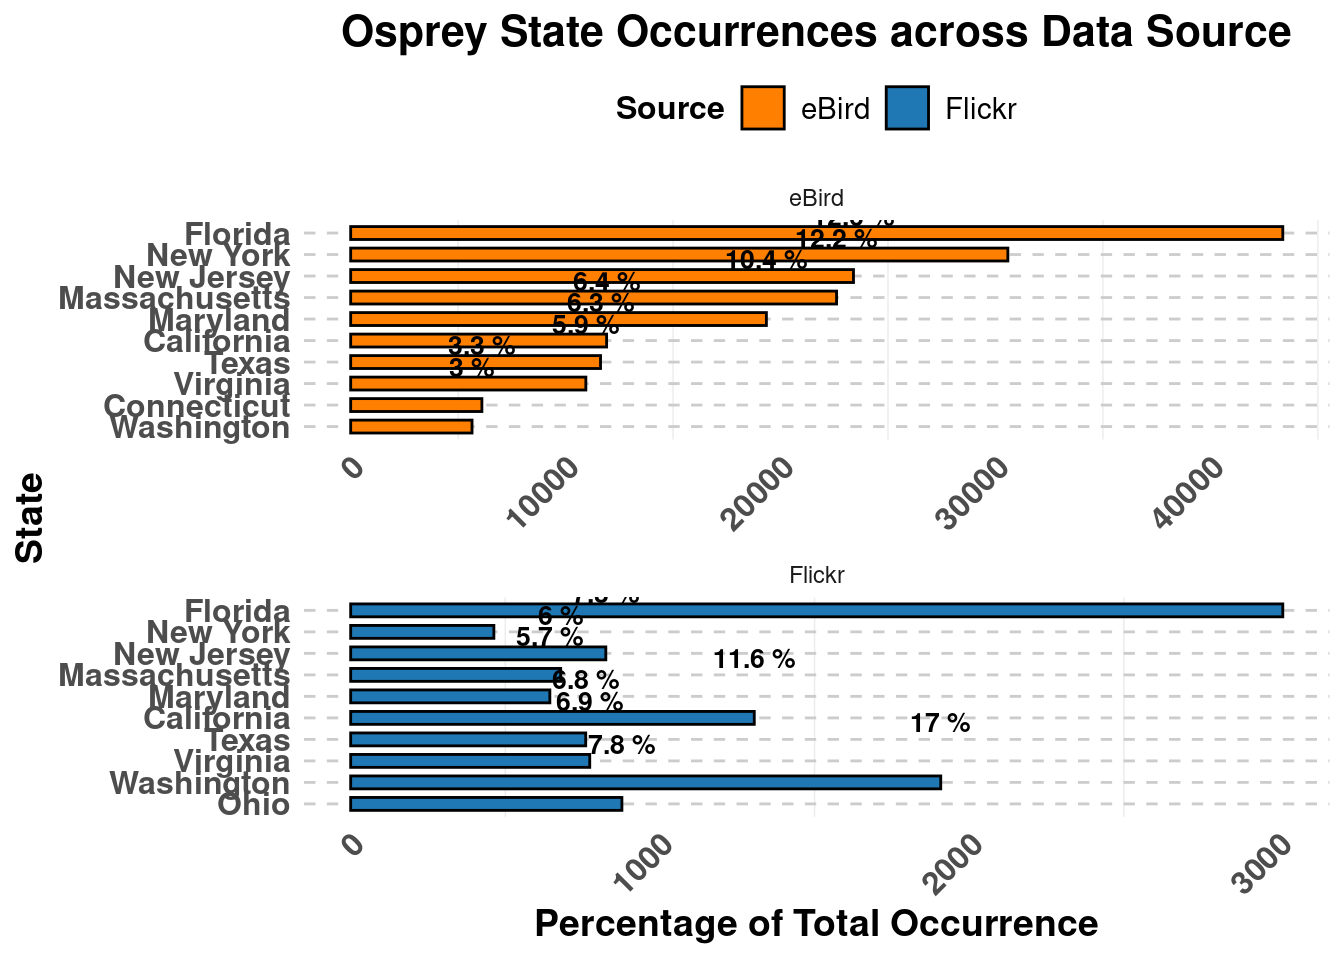 Osprey State Occurrences across Data Source
Source eBird Flickr
eBird
12.2 %
Florida
10.4 %
New York
6.4 %
New Jersey
6.3 %
Massachusetts
5.9 %
Maryland
3.3 %
California
3 %
Texas
Virginia
Connecticut
Washington
0 10000 20000 30000 40000
State
Flickr
Florida
6 %
New York
5.7 %
New Jersey
11.6 %
Massachusetts
6.8 %
Maryland
6.9 %
California
17 %
Texas
7.8 %
Virginia
Washington
Ohio
0 1000 2000 3000
Percentage of Total Occurrence